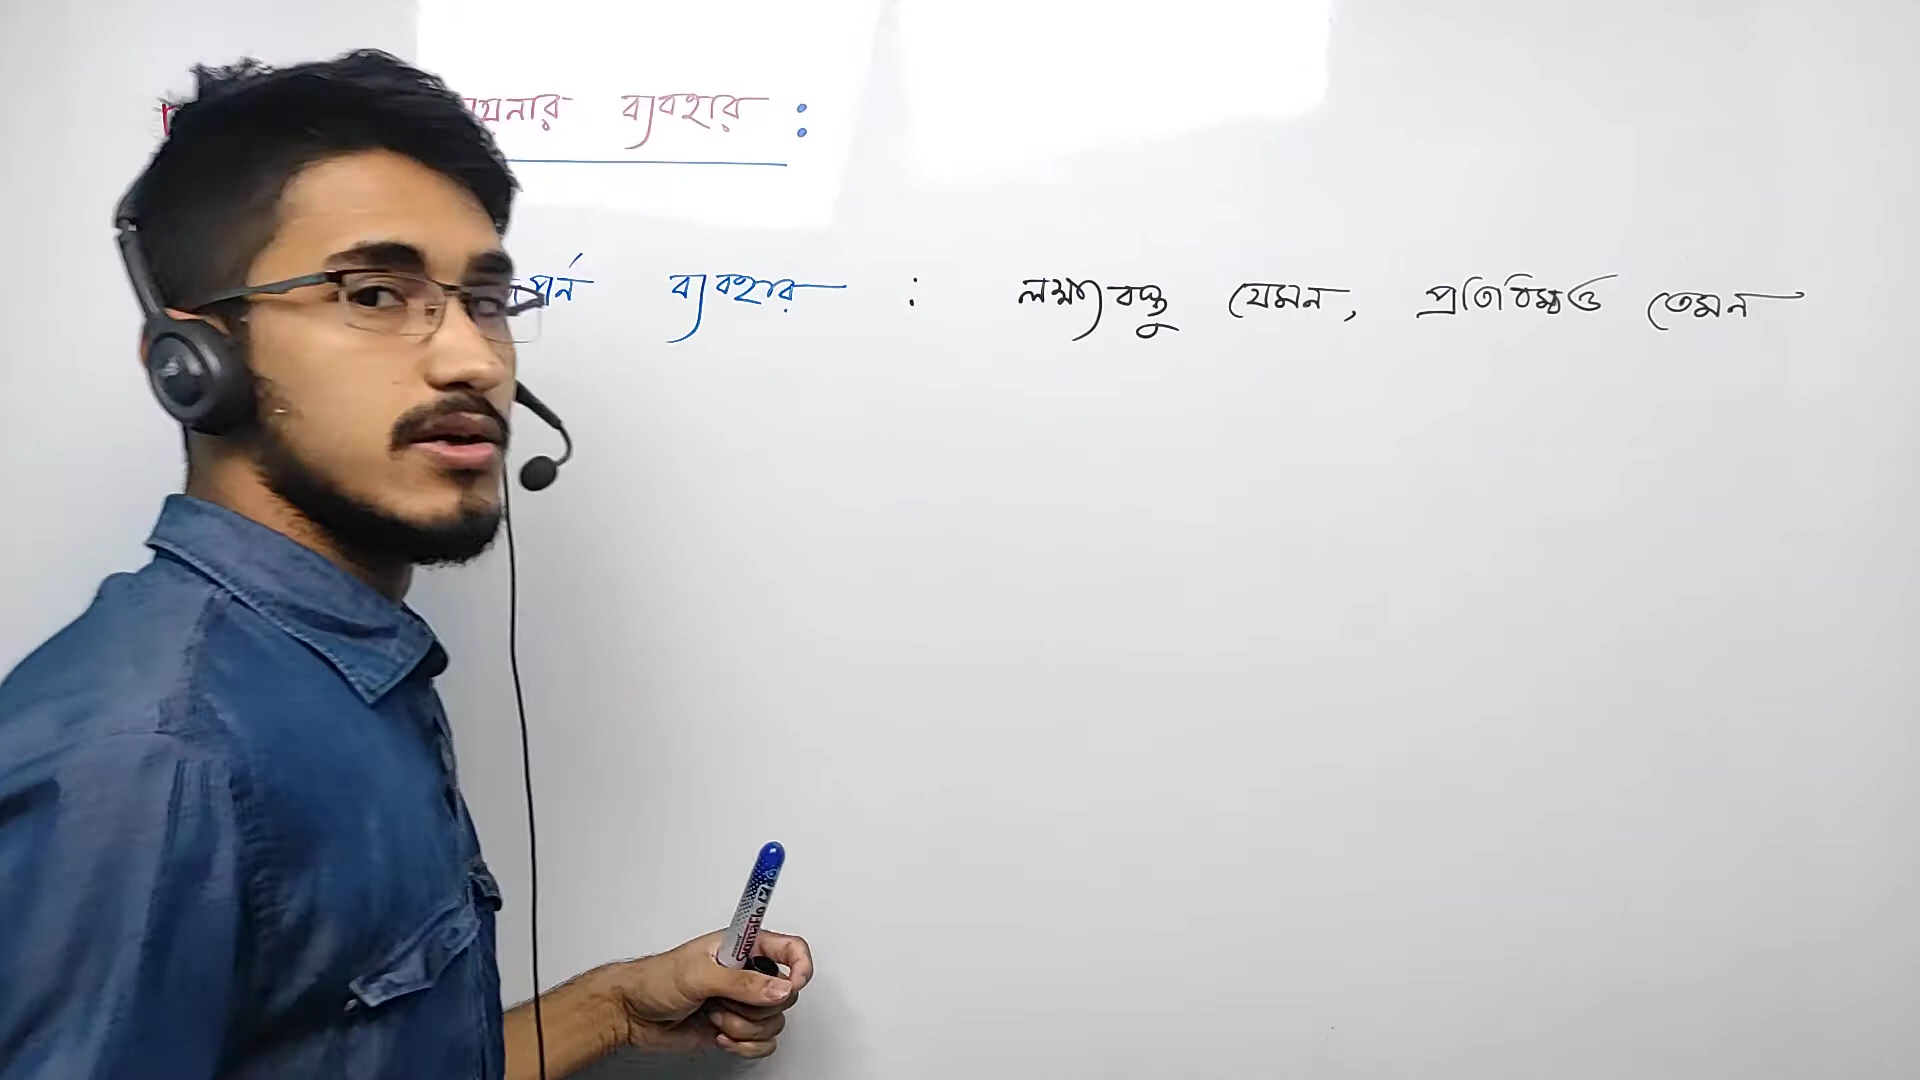 ব্যবহার :
ব্যবহার : লক্ষ্যবস্তু যেমন, প্রতিবিম্বও তেমন